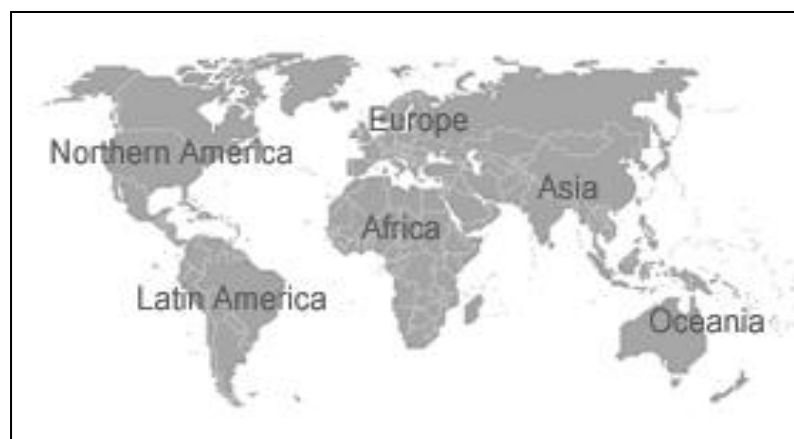 Europe
Northern America
Asia
Africa
Latin America
Oceania